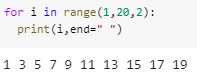 for i in range(1,20,2):
  print(i,end=" ")
1 3 5 7 9 11 13 15 17 19